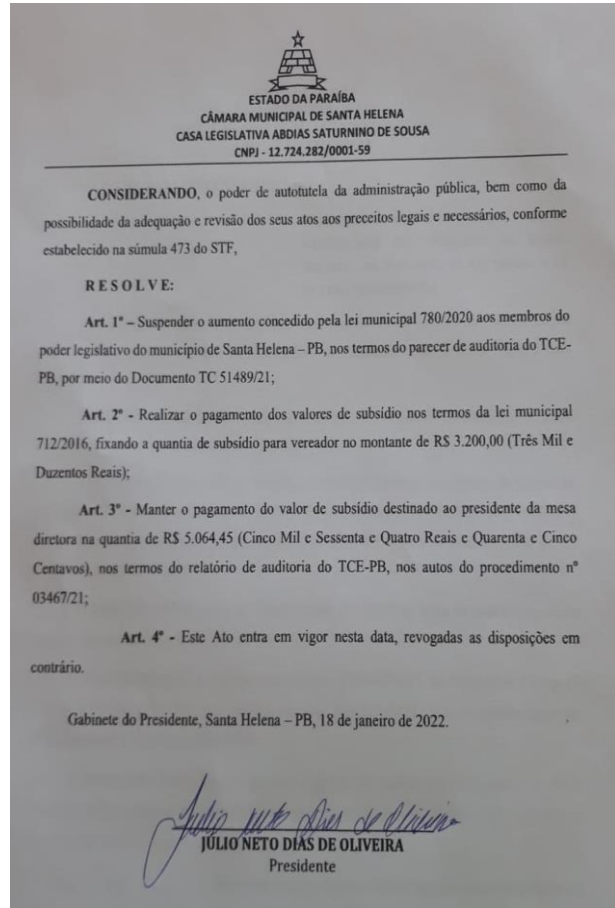 ESTADO DA PARAÍBA
CÂMARA MUNICIPAL DE SANTA HELENA
CASA LEGISLATIVA ABDIAS SATURNINO DE SOUSA
CNPJ - 12.724.282/0001-59
CONSIDERANDO, o poder de autotutela da administração pública, bem como da
possibilidade da adequação e revisão dos seus atos aos preceitos legais e necessários, conforme
estabelecido na súmula 473 do STF,
R E S O L V E:
Art. 1º – Suspender o aumento concedido pela lei municipal 780/2020 aos membros do
poder legislativo do município de Santa Helena – PB, nos termos do parecer de auditoria do TCE-
PB, por meio do Documento TC 51489/21;
Art. 2º - Realizar o pagamento dos valores de subsídio nos termos da lei municipal
712/2016, fixando a quantia de subsídio para vereador no montante de R$ 3.200,00 (Três Mil e
Duzentos Reais);
Art. 3º - Manter o pagamento do valor de subsídio destinado ao presidente da mesa
diretora na quantia de R$ 5.064,45 (Cinco Mil e Sessenta e Quatro Reais e Quarenta e Cinco
Centavos), nos termos do relatório de auditoria do TCE-PB, nos autos do procedimento nº
03467/21;
Art. 4º - Este Ato entra em vigor nesta data, revogadas as disposições em
contrário.
Gabinete do Presidente, Santa Helena – PB, 18 de janeiro de 2022.
Julio Neto Dias de Oliveira
JÚLIO NETO DIAS DE OLIVEIRA
Presidente